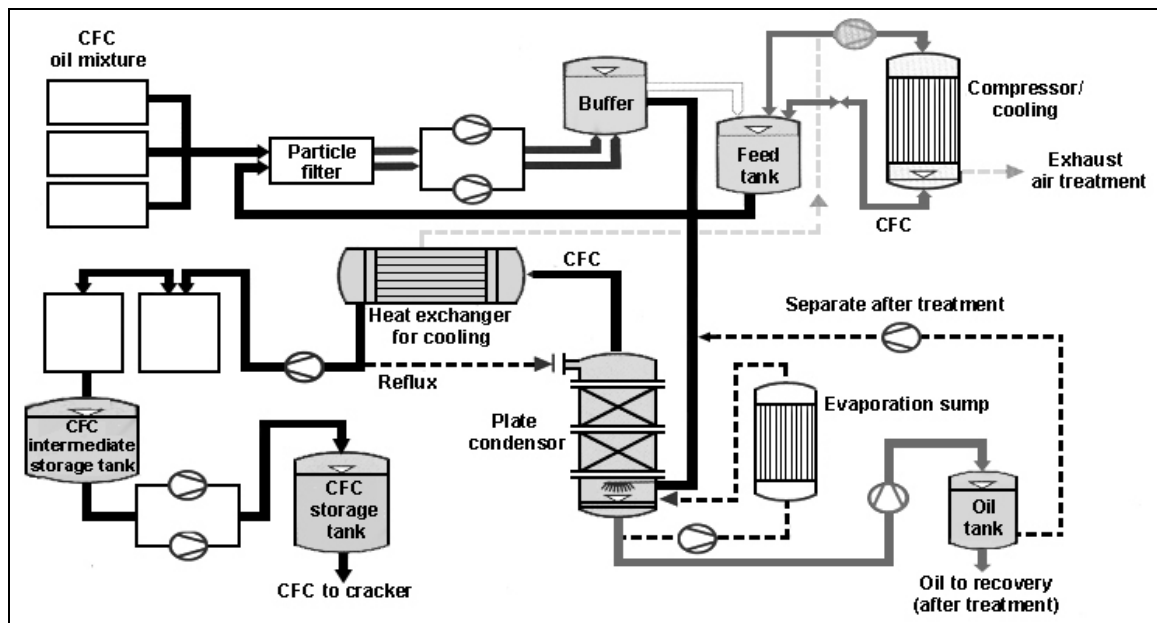 CFC
oil mixture
Buffer
Compressor/
cooling
Particle
filter
Feed
tank
Exhaust
air treatment
CFC
CFC
Heat exchanger
for cooling
Separate after treatment
Reflux
Evaporation sump
Plate
condensor
CFC
intermediate
storage tank
CFC
storage
tank
Oil
tank
CFC to cracker
Oil to recovery
(after treatment)